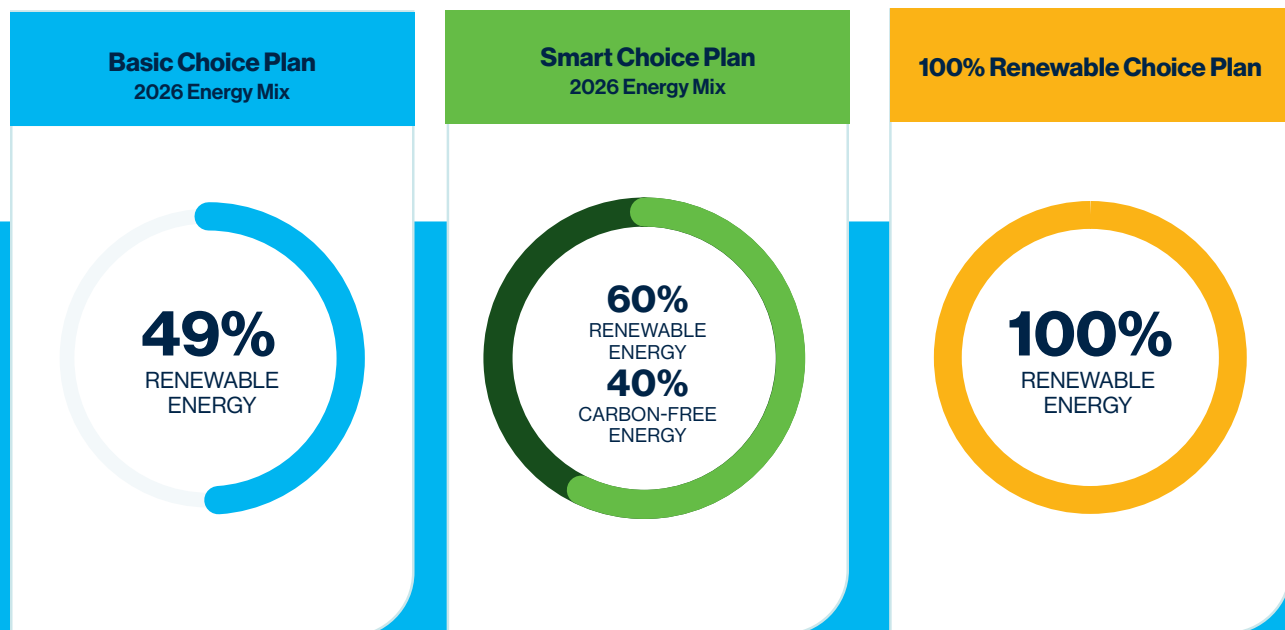 Basic Choice Plan
2026 Energy Mix
49%
RENEWABLE
ENERGY
Smart Choice Plan
2026 Energy Mix
60%
RENEWABLE
ENERGY
40%
CARBON-FREE
ENERGY
100% Renewable Choice Plan
100%
RENEWABLE
ENERGY